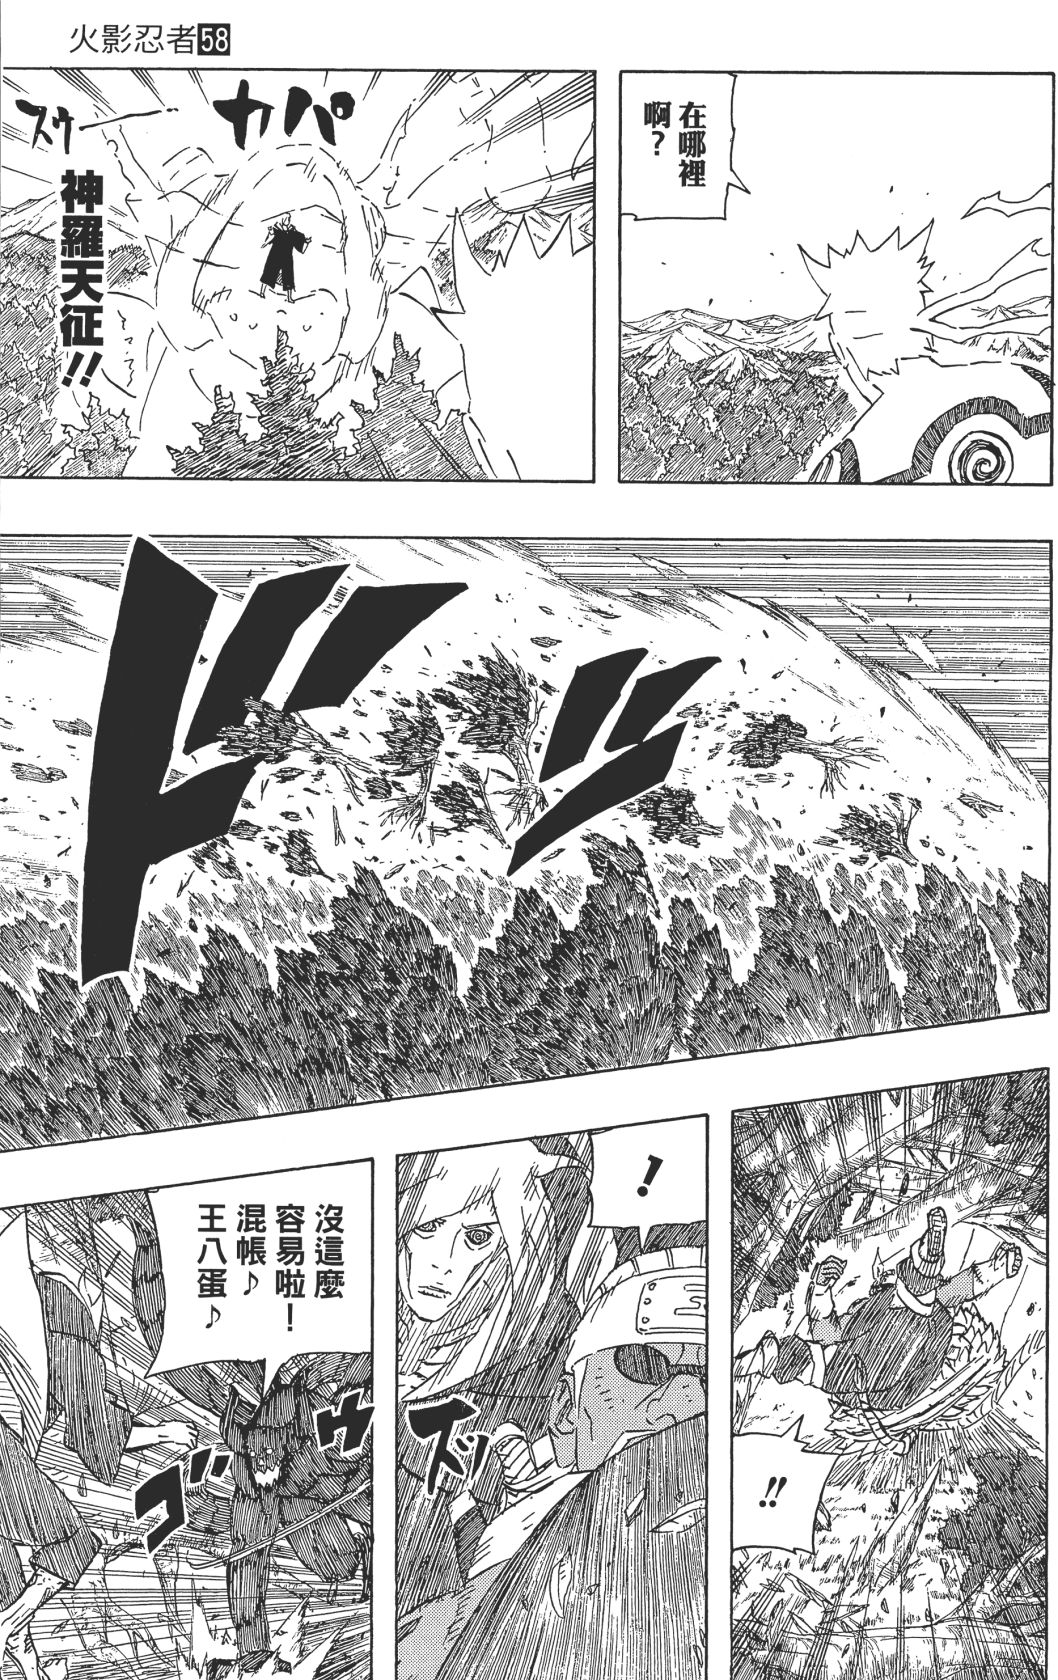 火影忍者58
在哪裡
啊？
カパ
スゥー
神羅天征!!
ドッ
!!
！
ズッ
沒這麼
容易啦！
混帳♪
王八蛋♪
ゴ
ウ